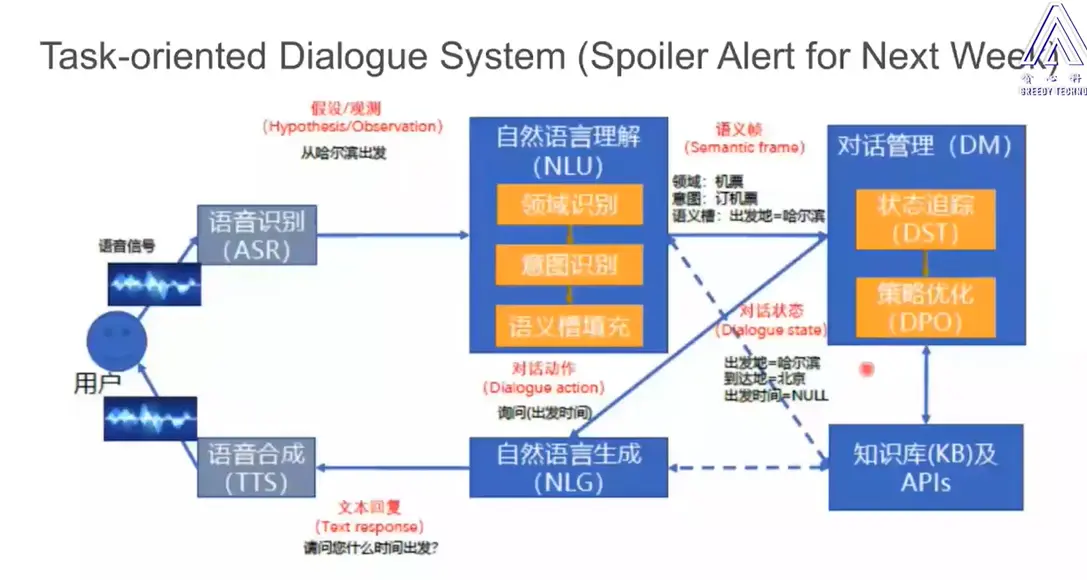 Task-oriented Dialogue System (Spoiler Alert for Next Week)
贪心科
GREEDY TECHNO
假设/观测
(Hypothesis/Observation)
从哈尔滨出发
语音识别
(ASR)
语音信号
用户
自然语言理解
(NLU)
领域识别
意图识别
语义槽填充
语义帧
(Semantic frame)
领域：机票
意图：订机票
语义槽：出发地=哈尔滨
对话管理（DM）
状态追踪
(DST)
策略优化
(DPO)
对话状态
(Dialogue state)
出发地=哈尔滨
到达地=北京
出发时间=NULL
对话动作
(Dialogue action)
询问(出发时间)
语音合成
(TTS)
自然语言生成
(NLG)
知识库(KB)及
APIs
文本回复
(Text response)
请问您什么时间出发？